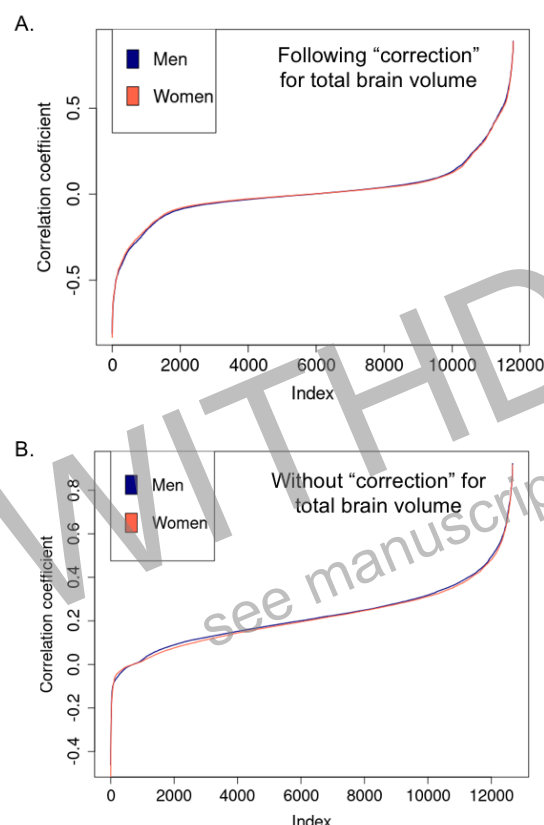 A.
Men
Women
Following “correction”
for total brain volume
Correlation coefficient
0.5
0.0
-0.5
0 2000 4000 6000 8000 10000 12000
Index
WITHD
B.
Men
Women
Without “correction” for
total brain volume
see manuscrip
Correlation coefficient
0.8
0.6
0.4
0.2
0.0
-0.2
-0.4
0 2000 4000 6000 8000 10000 12000
Index